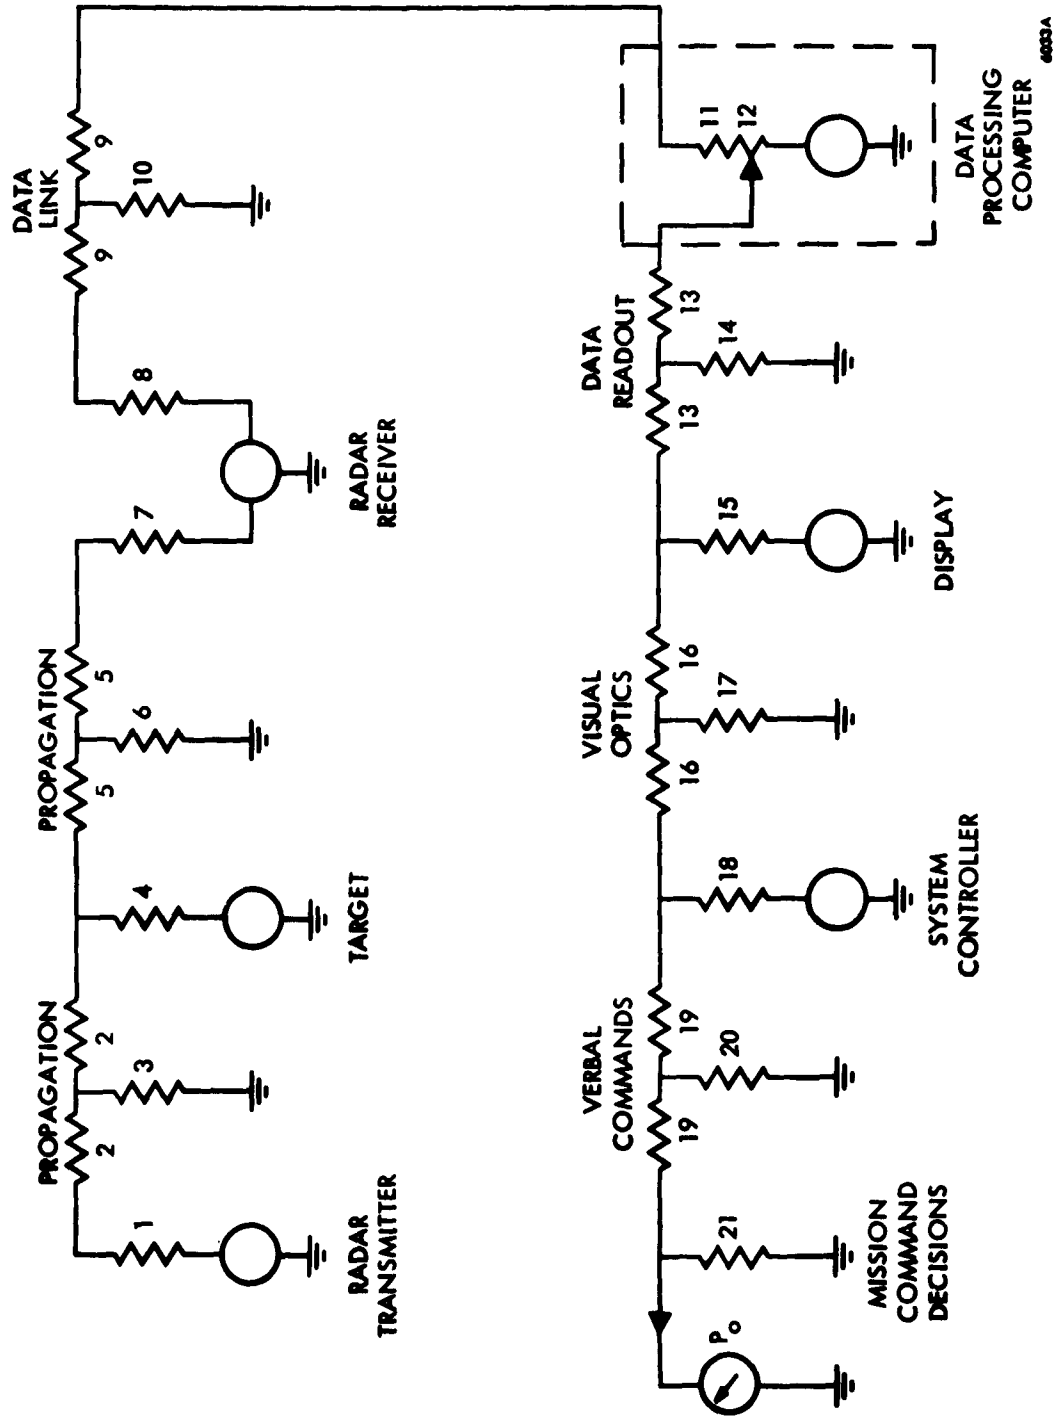 DATA
LINK
PROPAGATION
PROPAGATION
2
2
5
5
9
9
1
3
4
6
7
8
10
RADAR
TRANSMITTER
TARGET
RADAR
RECEIVER
VERBAL
COMMANDS
VISUAL
OPTICS
DATA
READOUT
19
19
16
16
13
13
P₀
21
20
18
17
15
14
11
12
MISSION
COMMAND
DECISIONS
SYSTEM
CONTROLLER
DISPLAY
DATA
PROCESSING
COMPUTER
6033A